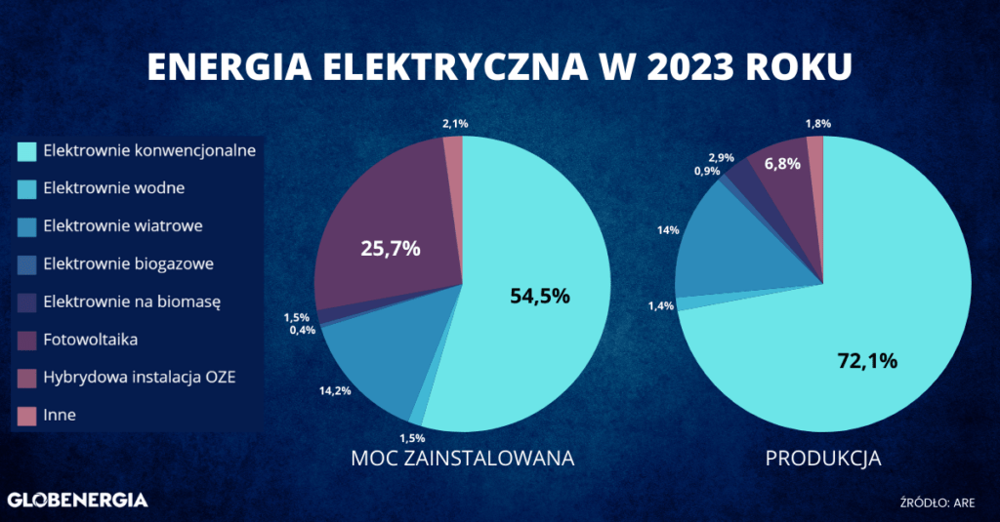 ENERGIA ELEKTRYCZNA W 2023 ROKU
Elektrownie konwencjonalne
Elektrownie wodne
Elektrownie wiatrowe
Elektrownie biogazowe
Elektrownie na biomasę
Fotowoltaika
Hybrydowa instalacja OZE
Inne
2,1%
25,7%
54,5%
1,5%
0,4%
14,2%
1,5%
MOC ZAINSTALOWANA
1,8%
2,9%
6,8%
0,9%
14%
1,4%
72,1%
PRODUKCJA
GLOBENERGIA
ŹRÓDŁO: ARE